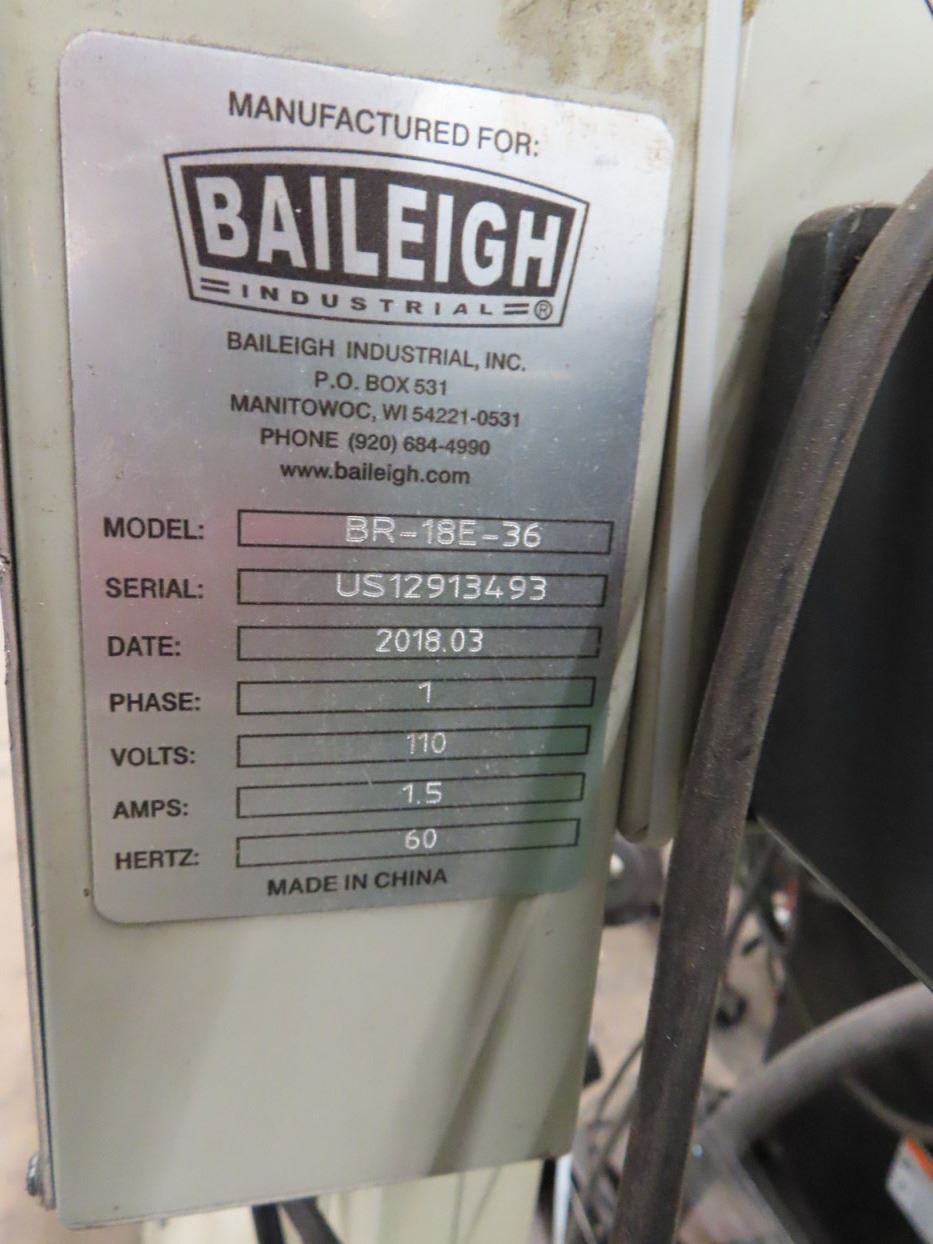 MANUFACTURED FOR:
BAILEIGH
INDUSTRIAL ®
BAILEIGH INDUSTRIAL, INC.
P.O. BOX 531
MANITOWOC, WI 54221-0531
PHONE (920) 684-4990
www.baileigh.com
MODEL: BR-18E-36
SERIAL: US12913493
DATE: 2018.03
PHASE: 1
VOLTS: 110
AMPS: 1.5
HERTZ: 60
MADE IN CHINA